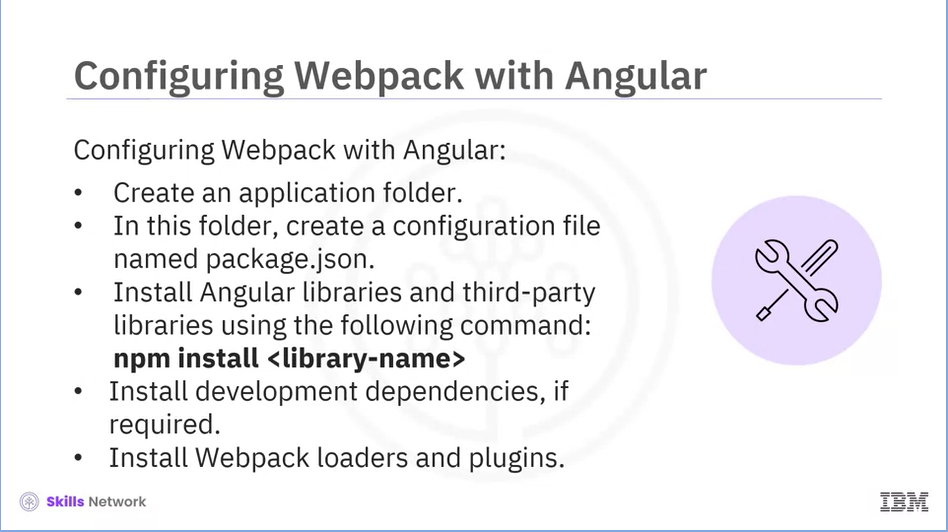 Configuring Webpack with Angular
Configuring Webpack with Angular:
• Create an application folder.
• In this folder, create a configuration file
named package.json.
• Install Angular libraries and third-party
libraries using the following command:
npm install <library-name>
• Install development dependencies, if
required.
• Install Webpack loaders and plugins.
Skills Network
IBM